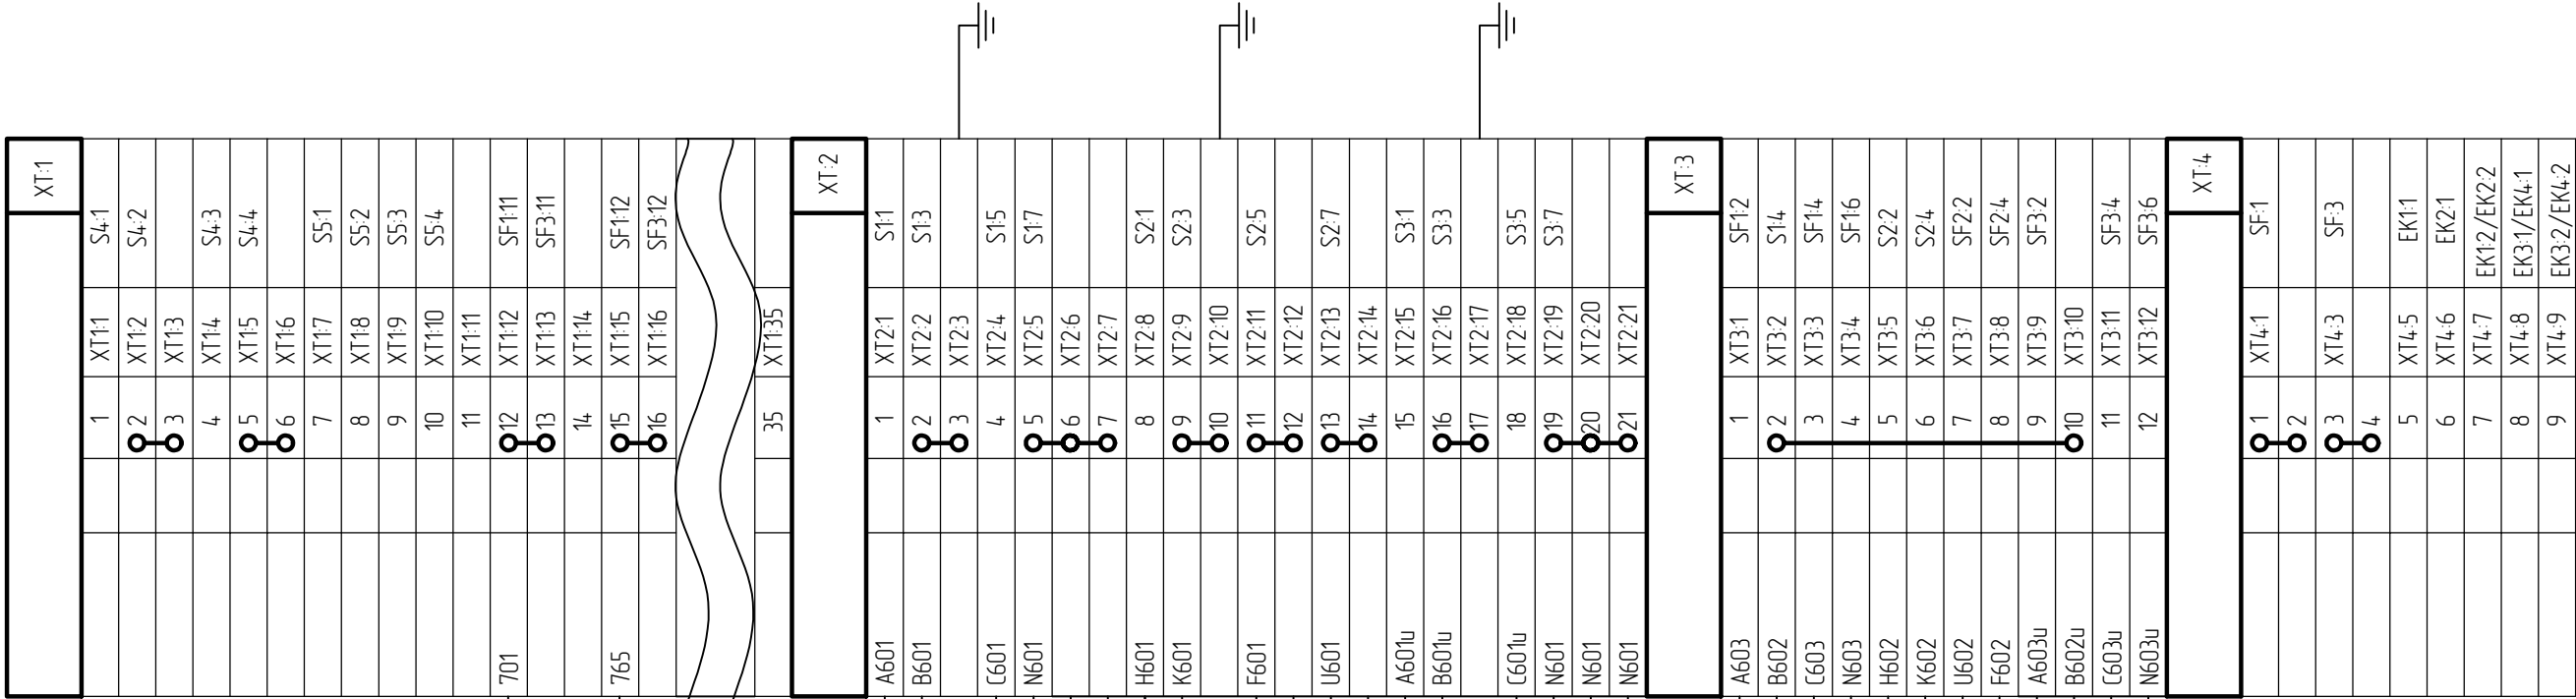 XT:1
S4:1 XT1:1 1
S4:2 XT1:2 2
XT1:3 3
S4:3 XT1:4 4
S4:4 XT1:5 5
XT1:6 6
S5:1 XT1:7 7
S5:2 XT1:8 8
S5:3 XT1:9 9
S5:4 XT1:10 10
XT1:11 11
SF1:11 XT1:12 12 701
SF3:11 XT1:13 13
XT1:14 14
SF1:12 XT1:15 15 765
SF3:12 XT1:16 16
XT1:35 35
XT:2
S1:1 XT2:1 1 A601
S1:3 XT2:2 2 B601
XT2:3 3
S1:5 XT2:4 4 C601
S1:7 XT2:5 5 N601
XT2:6 6
XT2:7 7
S2:1 XT2:8 8 H601
S2:3 XT2:9 9 K601
XT2:10 10
S2:5 XT2:11 11 F601
XT2:12 12
S2:7 XT2:13 13 U601
XT2:14 14
S3:1 XT2:15 15 A601u
S3:3 XT2:16 16 B601u
XT2:17 17
S3:5 XT2:18 18 C601u
S3:7 XT2:19 19 N601
XT2:20 20 N601
XT2:21 21 N601
XT:3
SF1:2 XT3:1 1 A603
S1:4 XT3:2 2 B602
SF1:4 XT3:3 3 C603
SF1:6 XT3:4 4 N603
S2:2 XT3:5 5 H602
S2:4 XT3:6 6 K602
SF2:2 XT3:7 7 U602
SF2:4 XT3:8 8 F602
SF3:2 XT3:9 9 A603u
XT3:10 10 B602u
SF3:4 XT3:11 11 C603u
SF3:6 XT3:12 12 N603u
XT:4
SF:1 XT4:1 1
2
SF:3 XT4:3 3
4
EK1:1 XT4:5 5
EK2:1 XT4:6 6
EK1:2/EK2:2 XT4:7 7
EK3:1/EK4:1 XT4:8 8
EK3:2/EK4:2 XT4:9 9